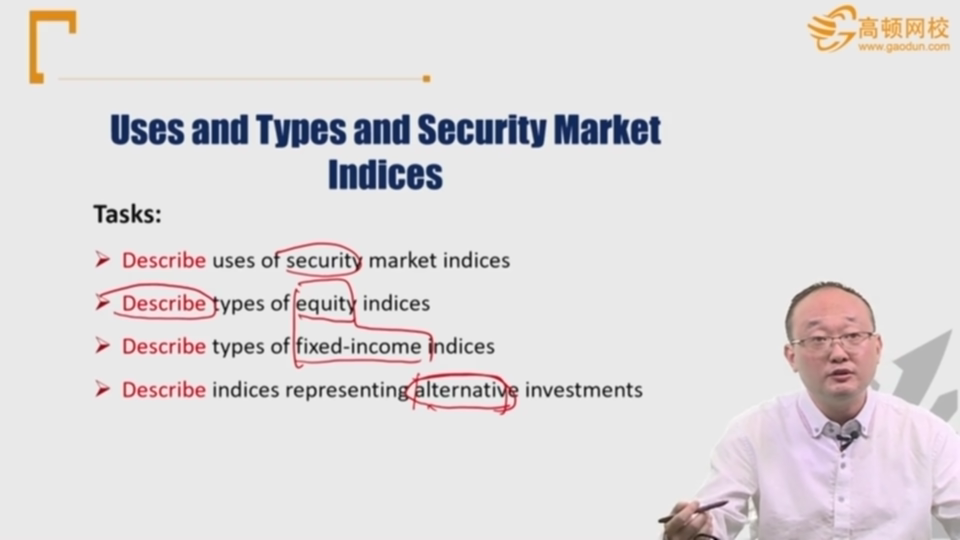 高顿网校
www.gaodun.com
Uses and Types and Security Market
Indices
Tasks:
Describe uses of security market indices
Describe types of equity indices
Describe types of fixed-income indices
Describe indices representing alternative investments